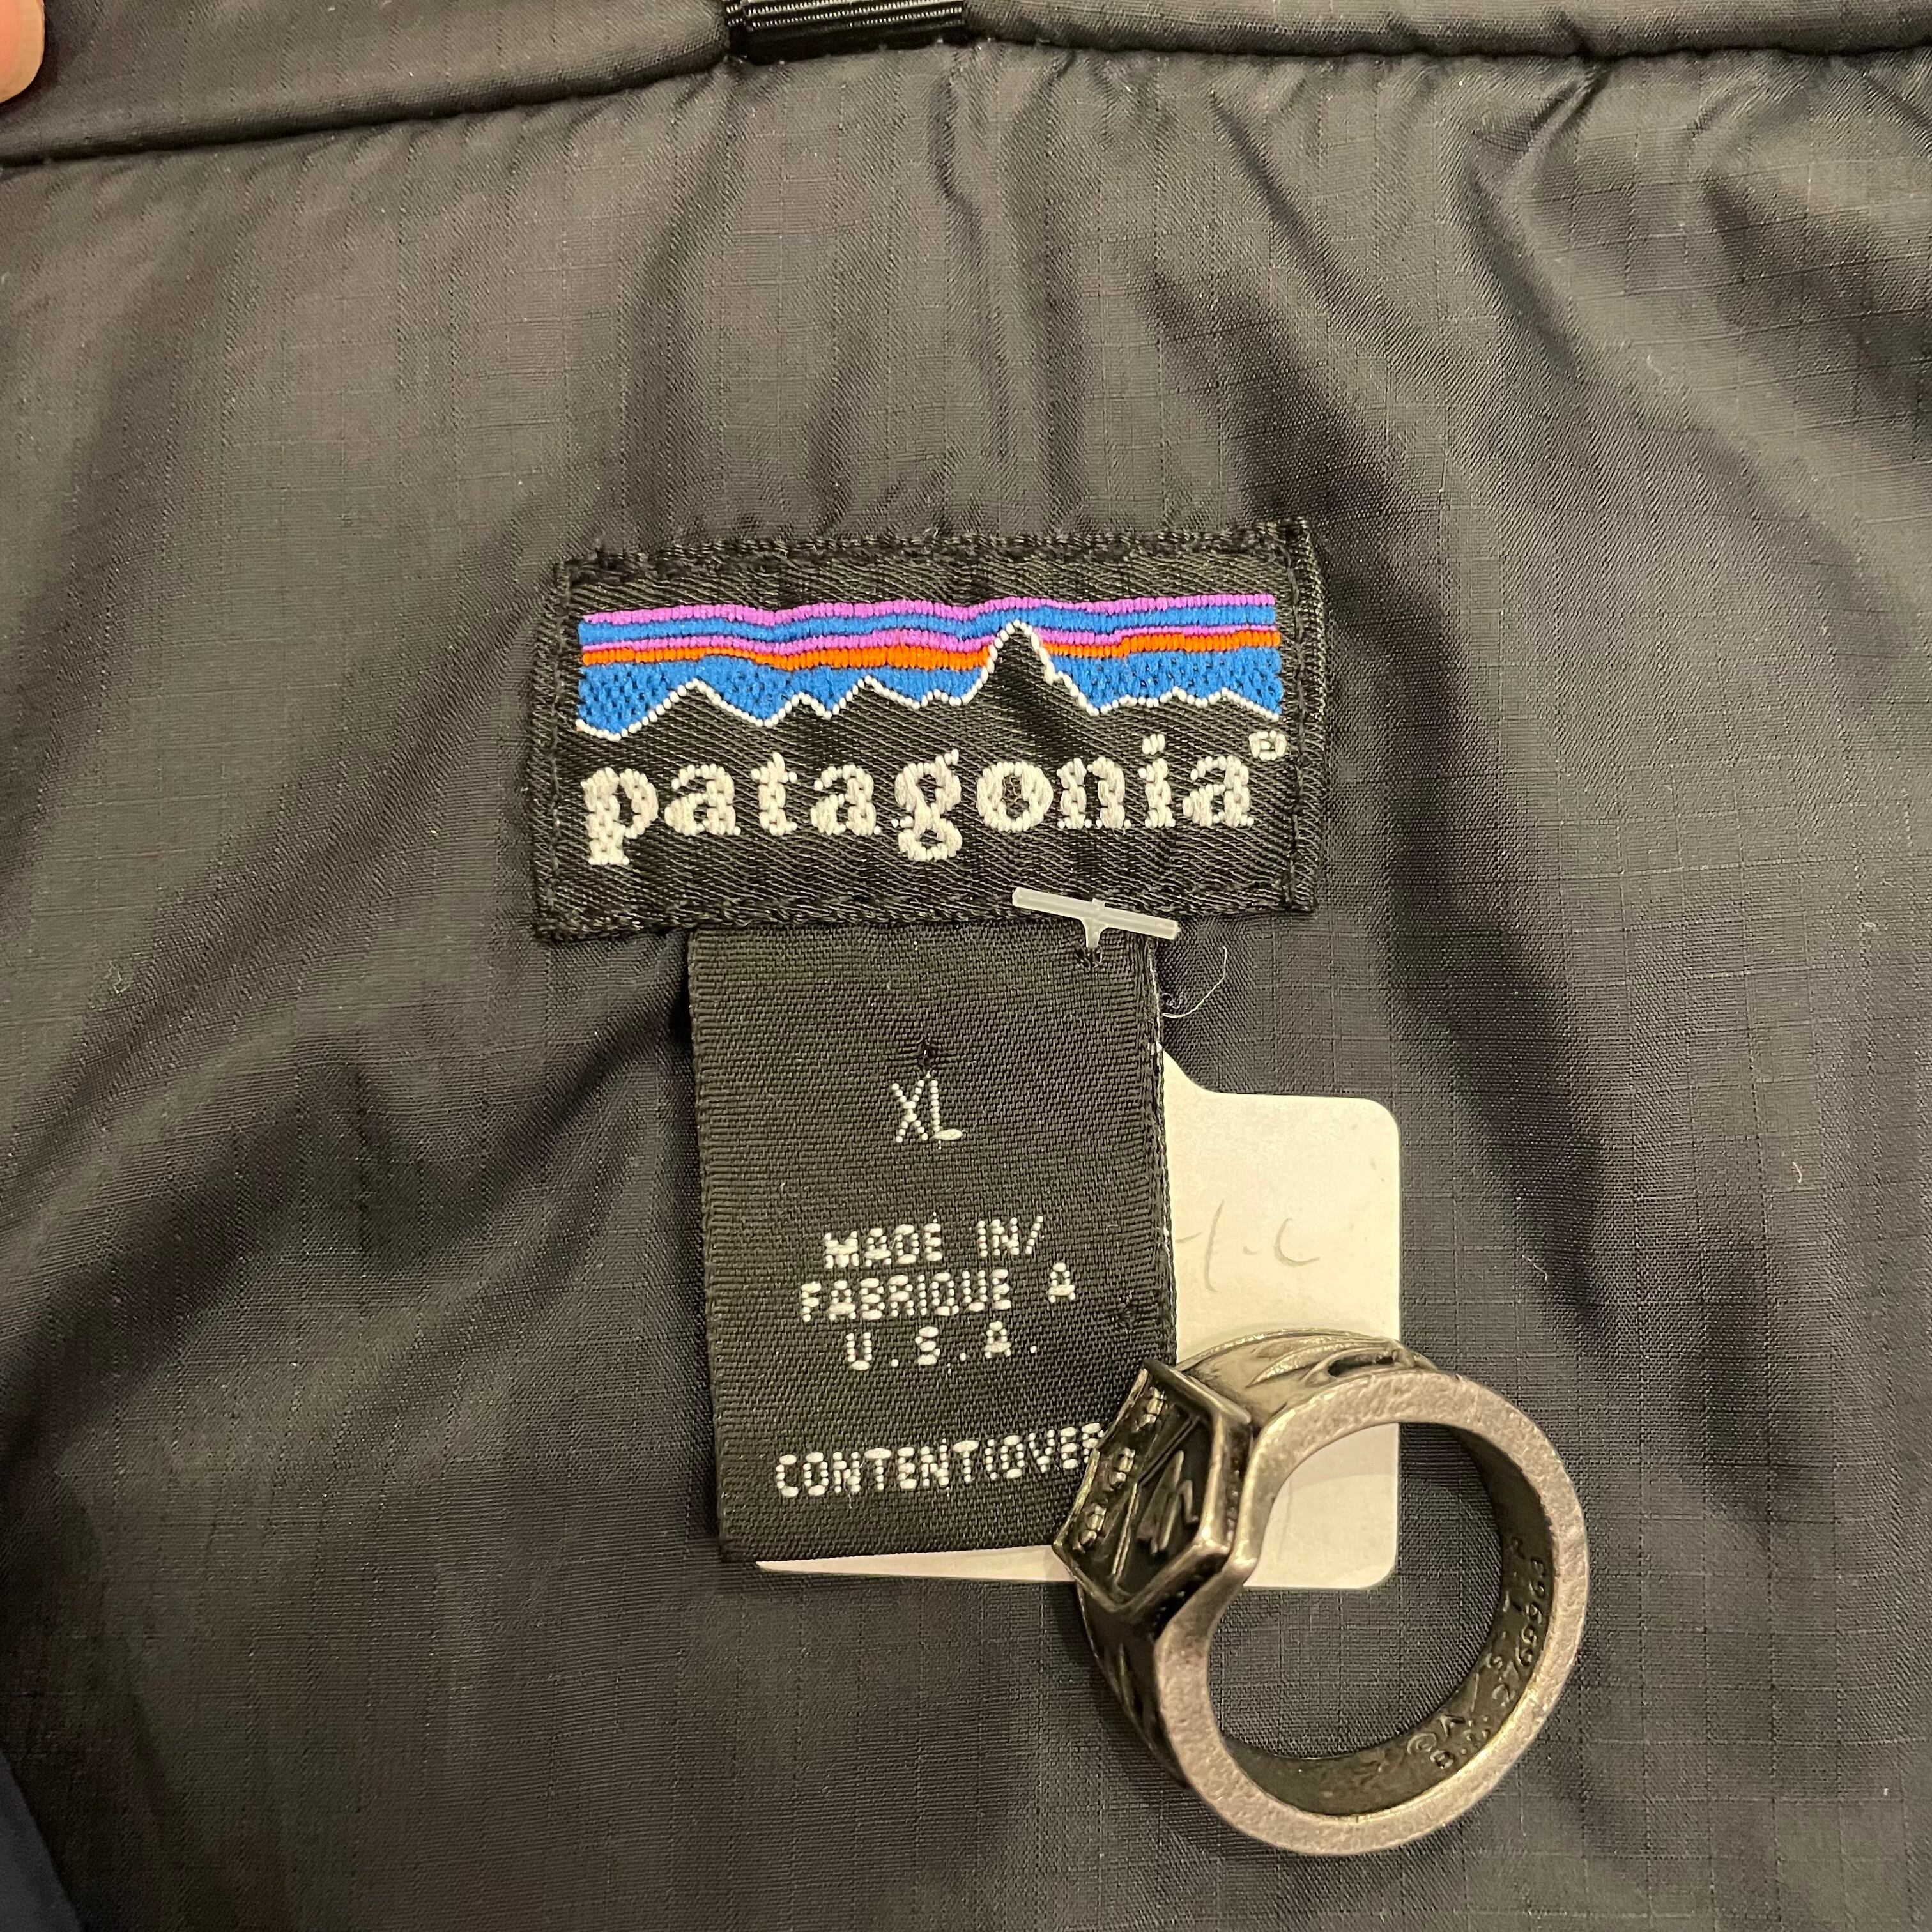 patagonia®
XL
MADE IN/
FABRIQUE A
U.S.A.
CONTENT(OVER